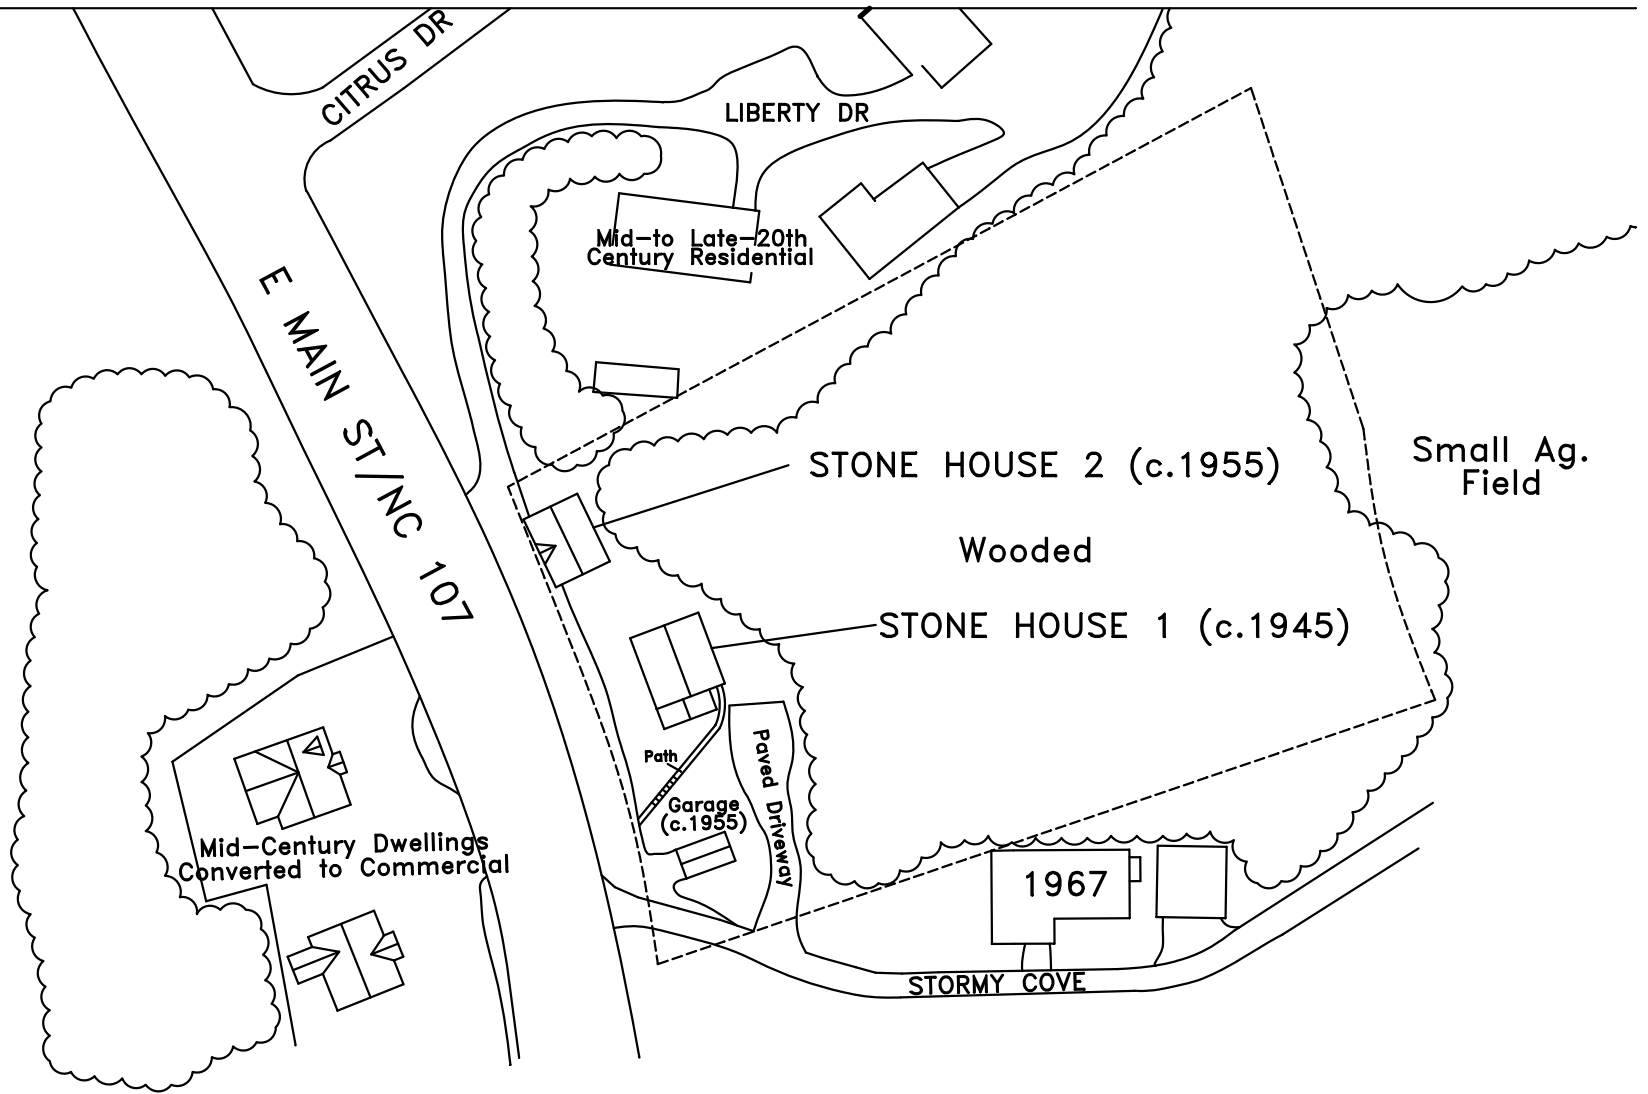 CITRUS DR
LIBERTY DR
Mid-to Late-20th
Century Residential
E MAIN ST/NC 107
STONE HOUSE 2 (c.1955)
Small Ag.
Field
Wooded
STONE HOUSE 1 (c.1945)
Path
Paved Driveway
Garage
(c.1955)
Mid-Century Dwellings
Converted to Commercial
1967
STORMY COVE